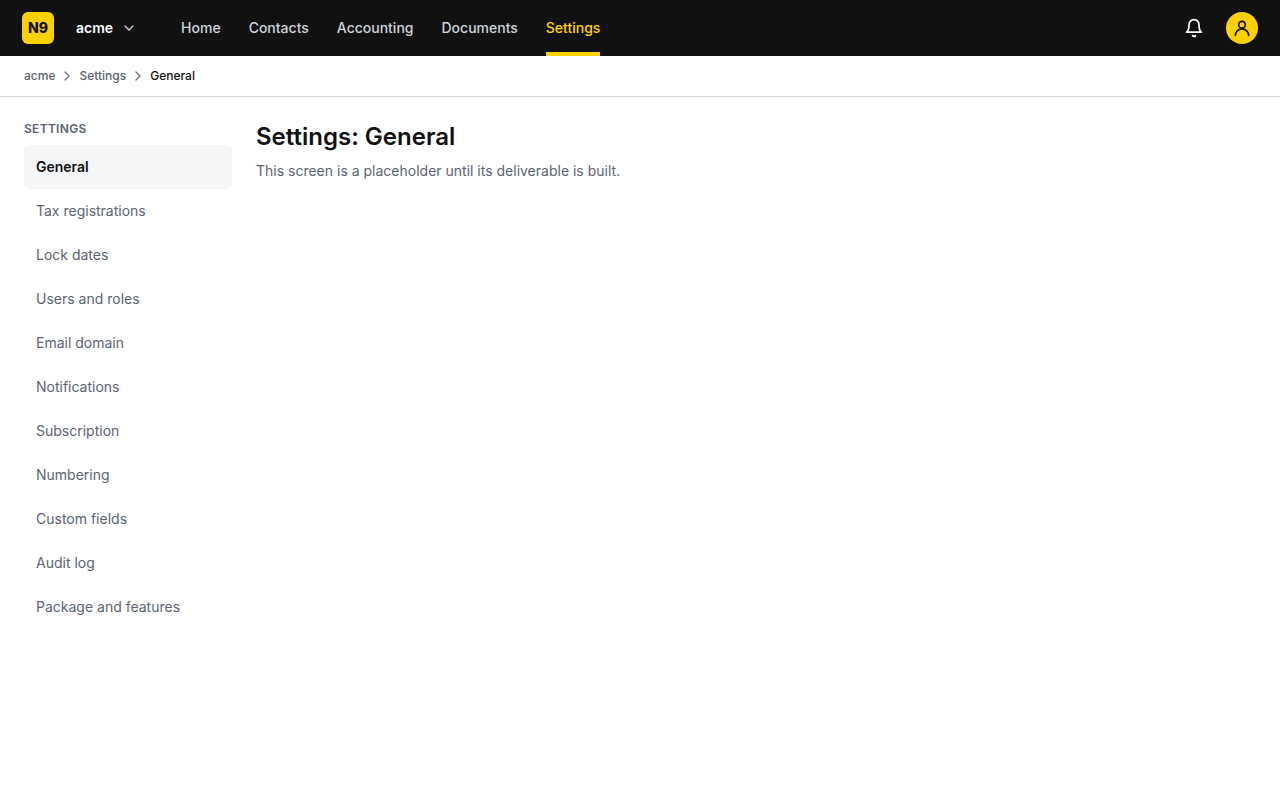 N9 acme Home Contacts Accounting Documents Settings
acme Settings General
SETTINGS
General
Tax registrations
Lock dates
Users and roles
Email domain
Notifications
Subscription
Numbering
Custom fields
Audit log
Package and features
Settings: General
This screen is a placeholder until its deliverable is built.